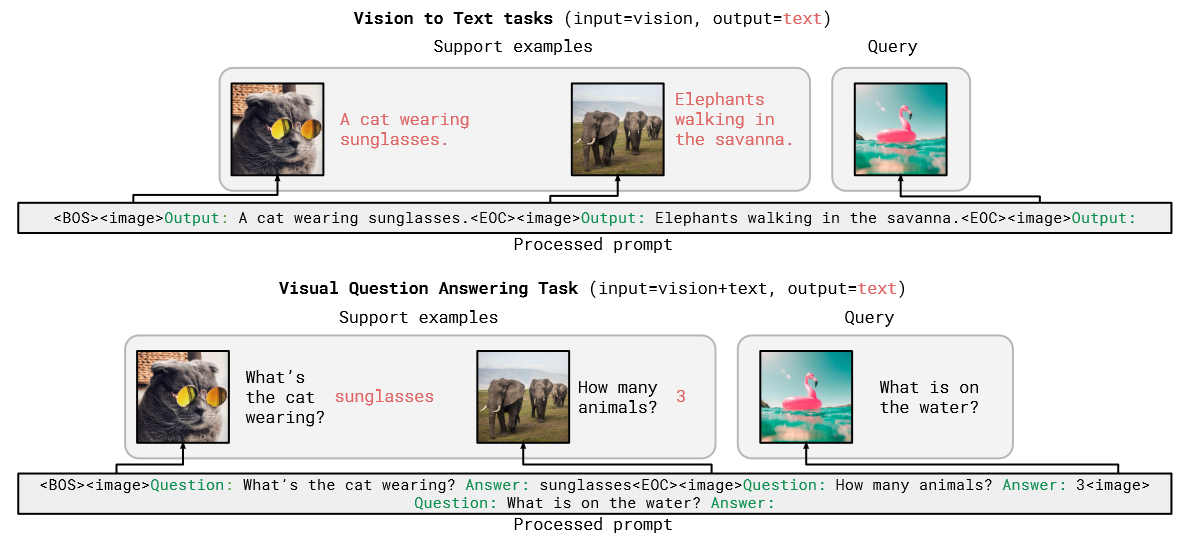 Vision to Text tasks (input=vision, output=text)
Support examples
Query
A cat wearing
sunglasses.
Elephants
walking in
the savanna.
<BOS><image>Output: A cat wearing sunglasses.<EOC><image>Output: Elephants walking in the savanna.<EOC><image>Output:
Processed prompt
Visual Question Answering Task (input=vision+text, output=text)
Support examples
Query
What's
the cat
wearing?
sunglasses
How many
animals?
3
What is on
the water?
<BOS><image>Question: What's the cat wearing? Answer: sunglasses<EOC><image>Question: How many animals? Answer: 3<image>
Question: What is on the water? Answer:
Processed prompt